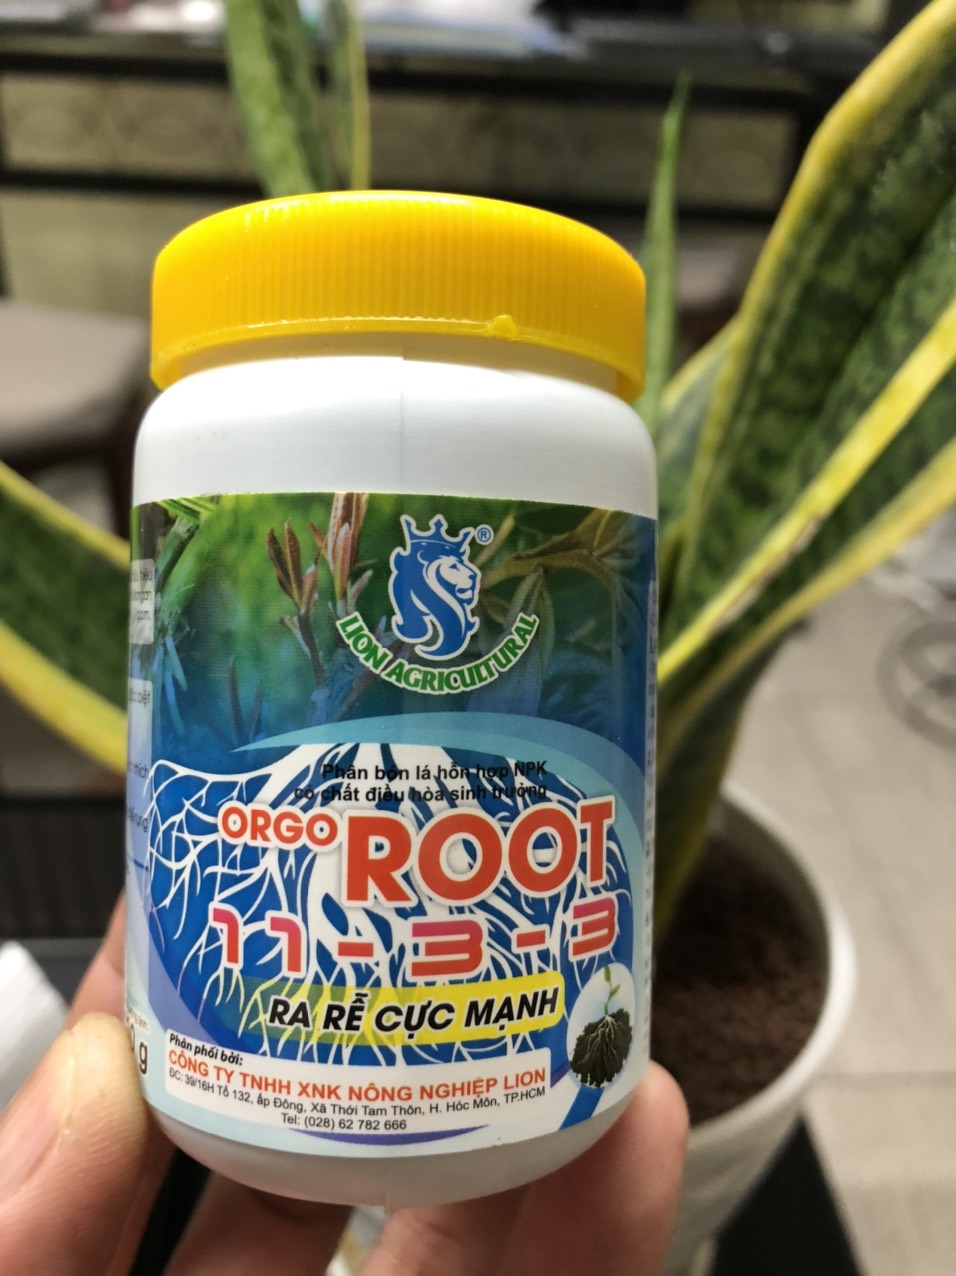 ®
LION AGRICULTURAL
Phân bón lá hỗn hợp NPK
có chất điều hòa sinh trưởng
ORGO ROOT
11-3-3
RA RỄ CỰC MẠNH
Phân phối bởi:
CÔNG TY TNHH XNK NÔNG NGHIỆP LION
ĐC: 39/16H Tổ 132, ấp Đông, Xã Thới Tam Thôn, H. Hóc Môn, TP.HCM
Tel: (028) 62 782 666
g